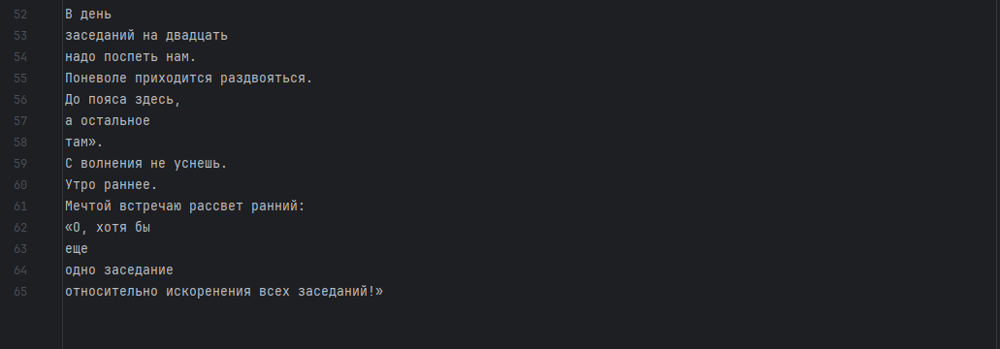 52 В день
53 заседаний на двадцать
54 надо поспеть нам.
55 Поневоле приходится раздвояться.
56 До пояса здесь,
57 а остальное
58 там».
59 С волнения не уснешь.
60 Утро раннее.
61 Мечтой встречаю рассвет ранний:
62 «О, хотя бы
63 еще
64 одно заседание
65 относительно искоренения всех заседаний!»